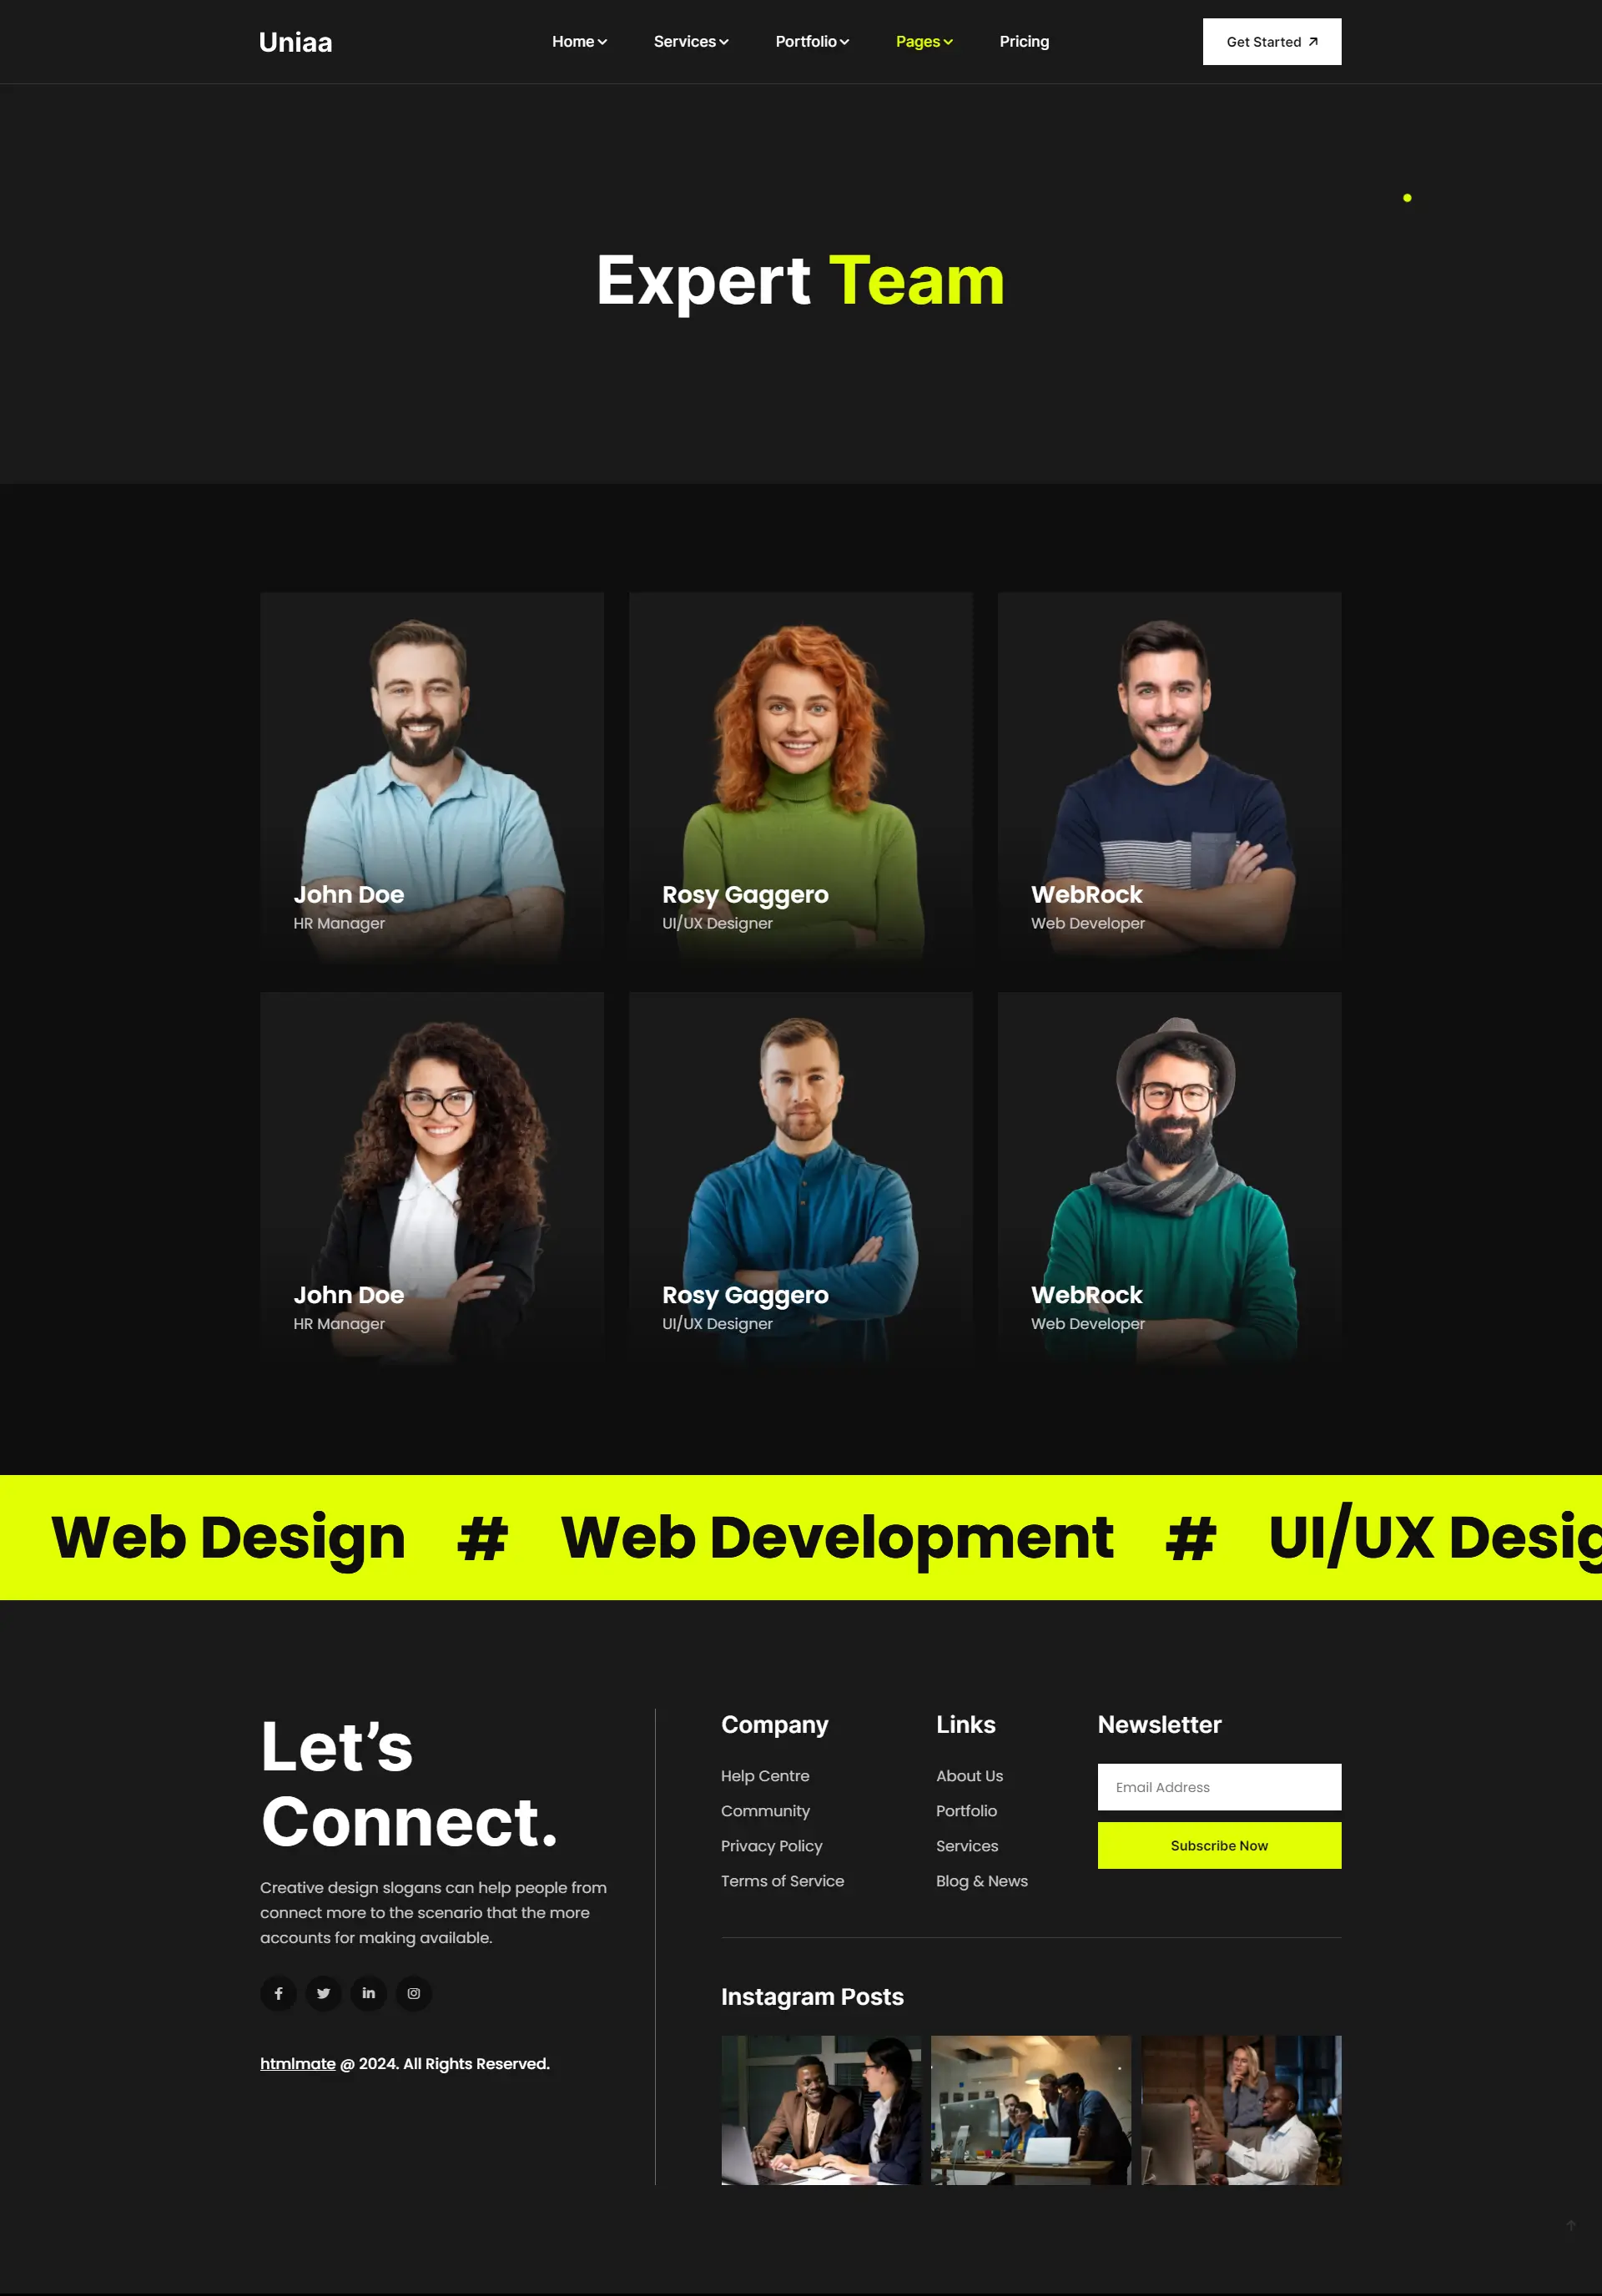 Uniaa
Home
Services
Portfolio
Pages
Pricing
Get Started
Expert Team
John Doe
HR Manager
Rosy Gaggero
UI/UX Designer
WebRock
Web Developer
John Doe
HR Manager
Rosy Gaggero
UI/UX Designer
WebRock
Web Developer
Web Design # Web Development # UI/UX Desig
Let’s
Connect.
Creative design slogans can help people from
connect more to the scenario that the more
accounts for making available.
htmlmate @ 2024. All Rights Reserved.
Company
Help Centre
Community
Privacy Policy
Terms of Service
Links
About Us
Portfolio
Services
Blog & News
Newsletter
Email Address
Subscribe Now
Instagram Posts